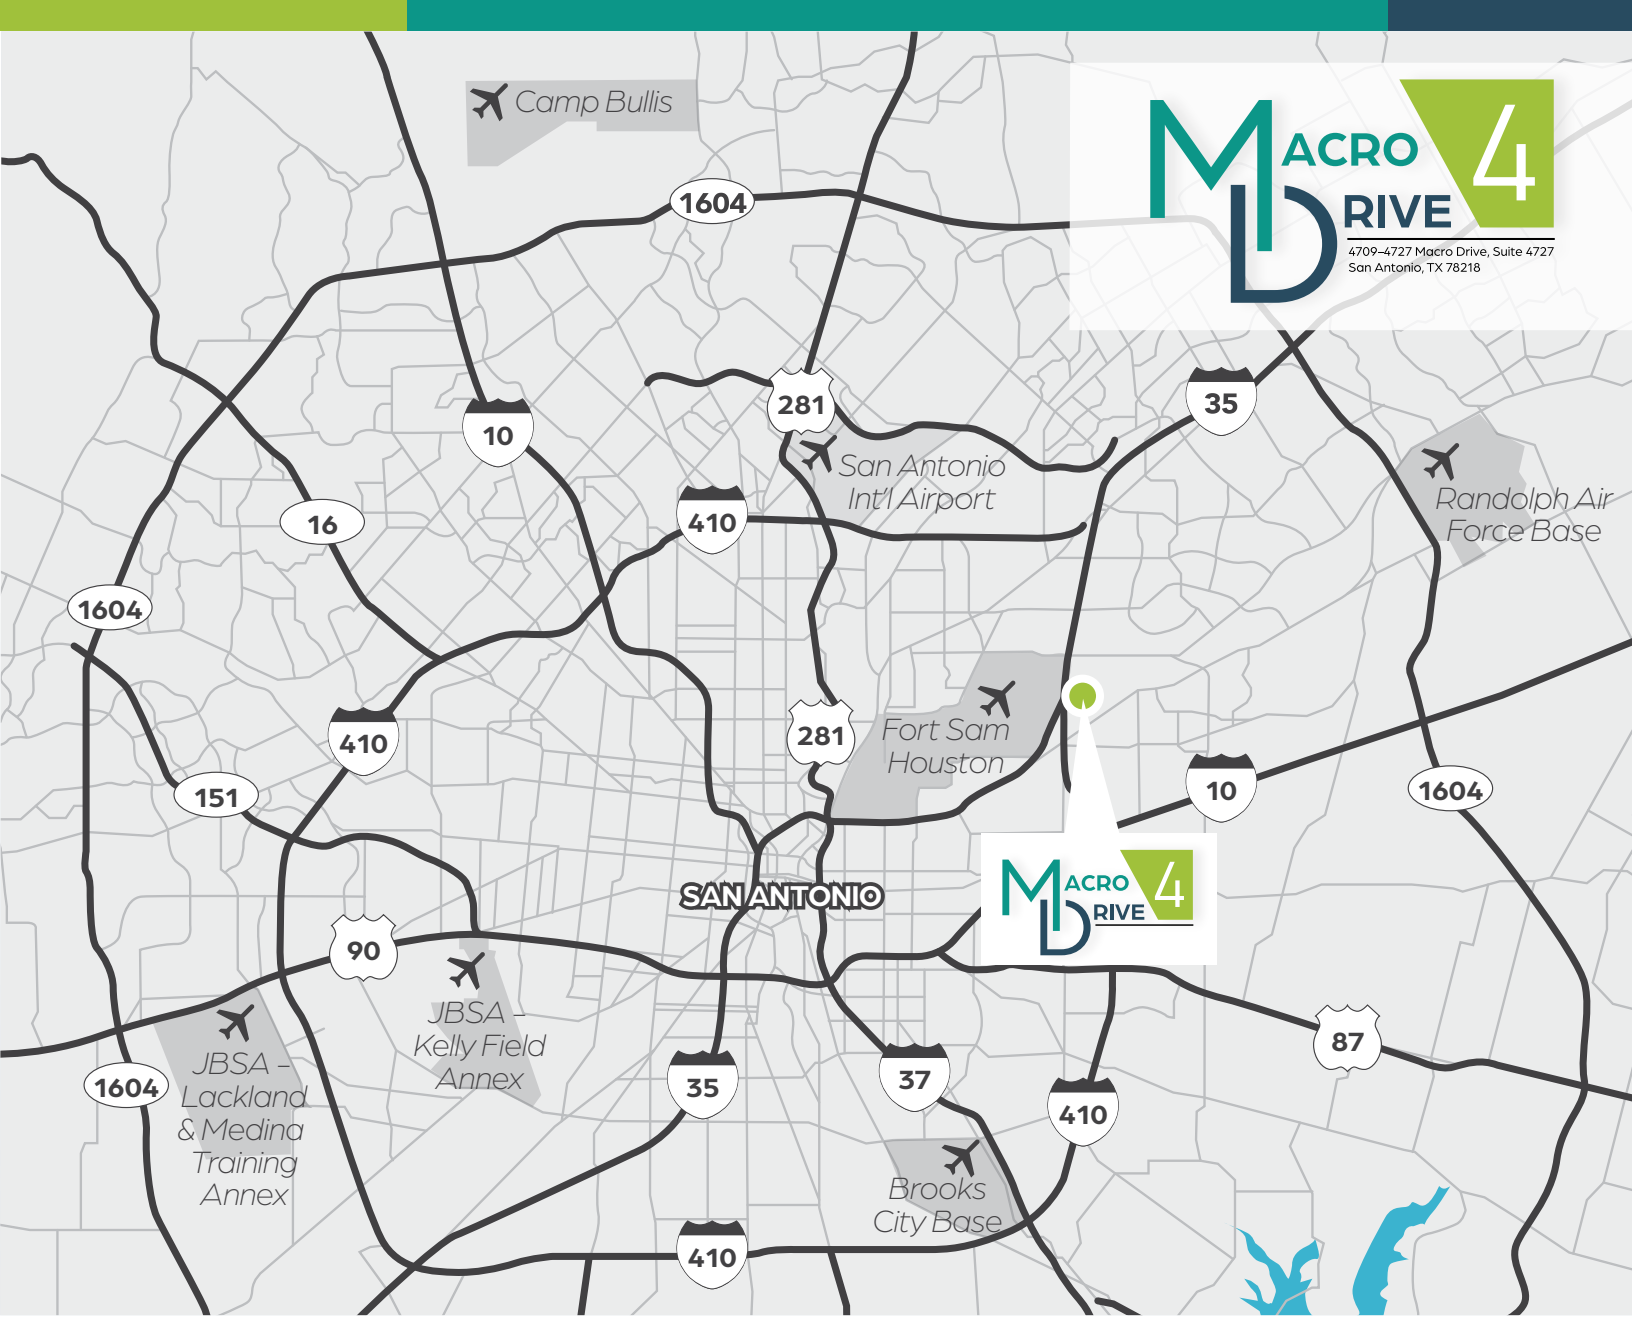 Camp Bullis
MACRO
DRIVE
4
4709–4727 Macro Drive, Suite 4727
San Antonio, TX 78218
1604
281
35
10
San Antonio
Int'l Airport
Randolph Air
Force Base
410
16
1604
410
281
Fort Sam
Houston
151
10
1604
MACRO
DRIVE
4
SAN ANTONIO
90
JBSA –
Kelly Field
Annex
87
JBSA –
Lackland
& Medina
Training
Annex
1604
35
37
410
Brooks
City Base
410